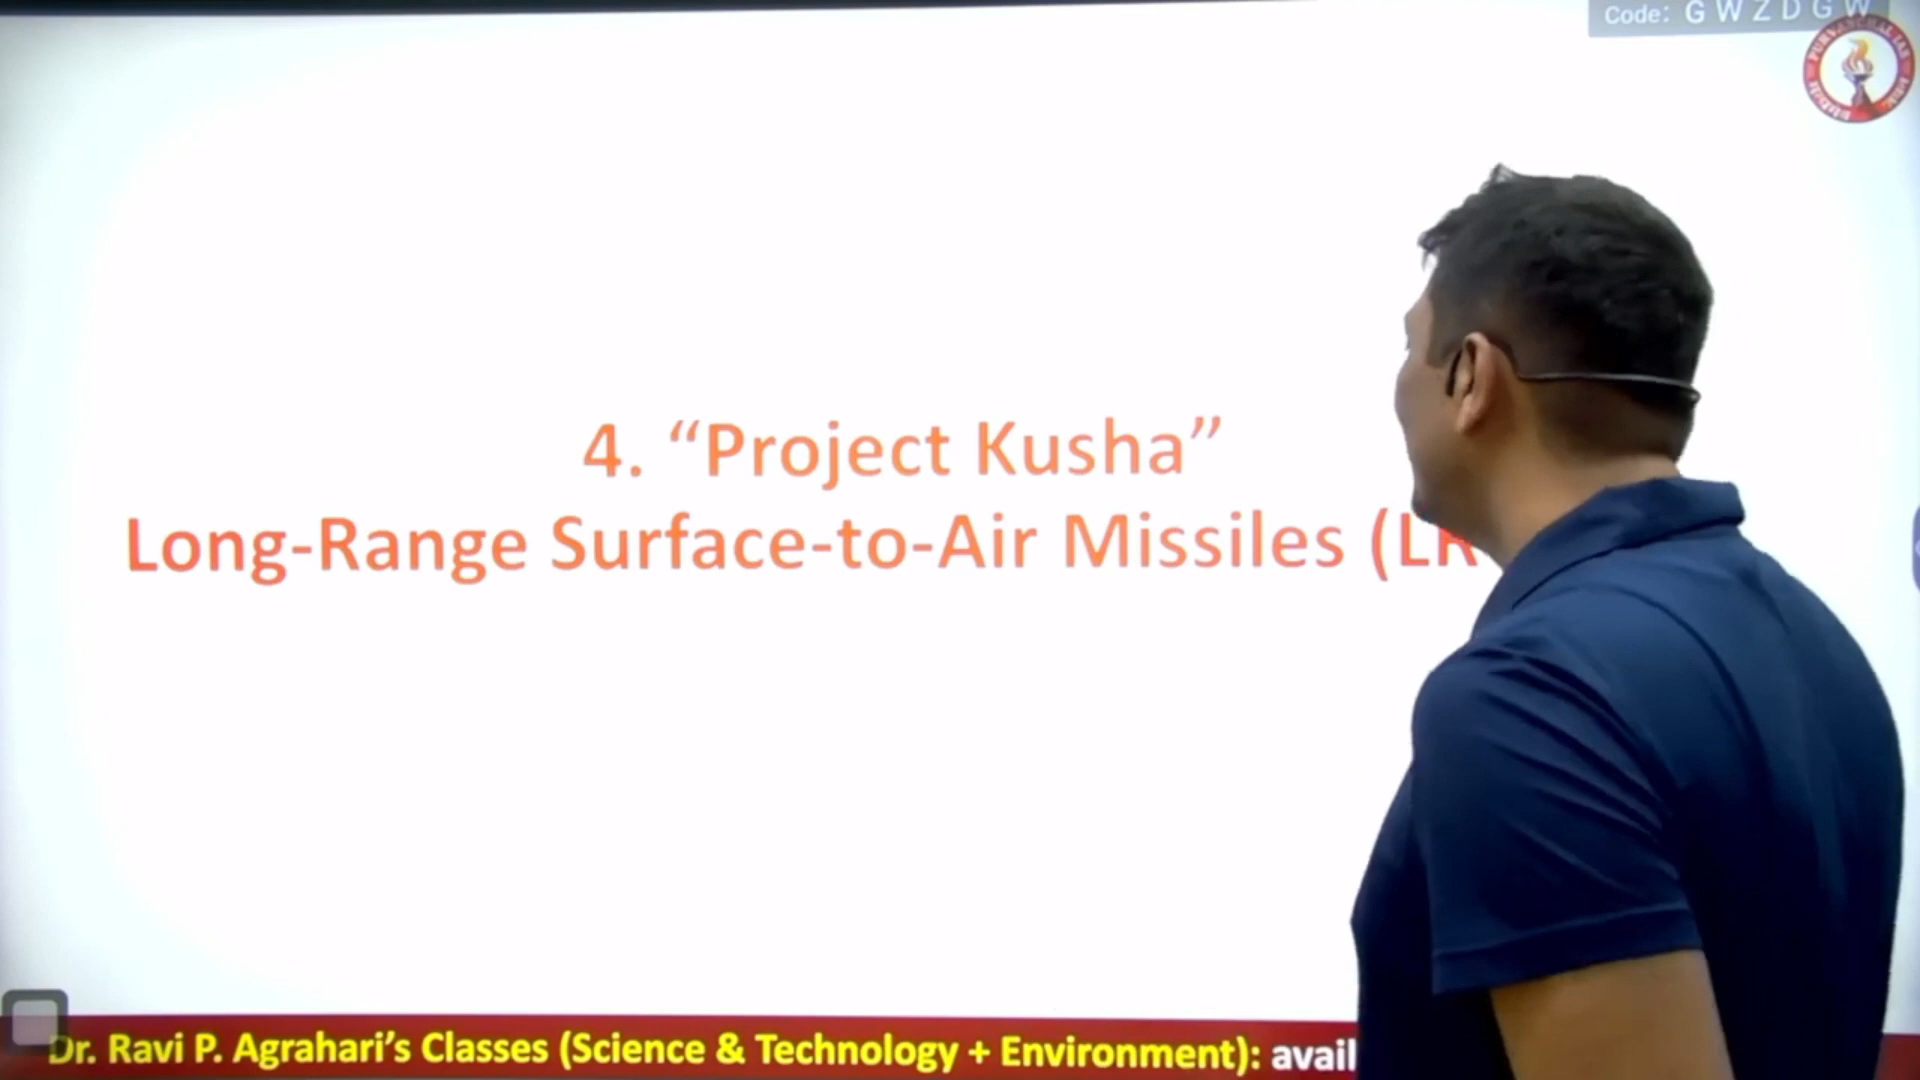 Code: G W Z D G W
4. “Project Kusha”
Long-Range Surface-to-Air Missiles (LR
Dr. Ravi P. Agrahari’s Classes (Science & Technology + Environment): avail